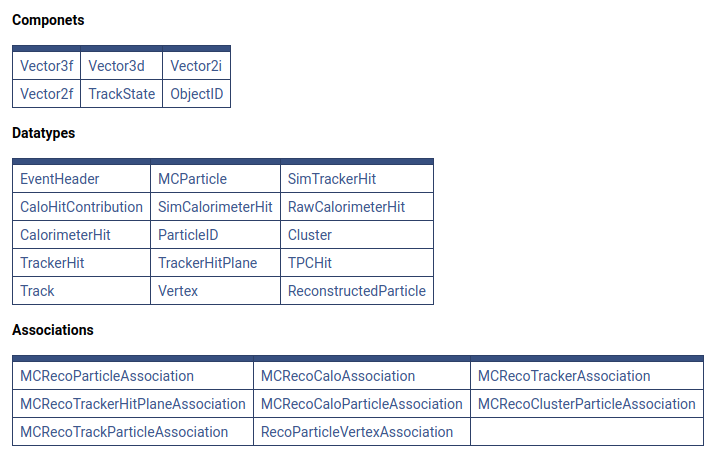 Componets
Vector3f Vector3d Vector2i
Vector2f TrackState ObjectID
Datatypes
EventHeader MCParticle SimTrackerHit
CaloHitContribution SimCalorimeterHit RawCalorimeterHit
CalorimeterHit ParticleID Cluster
TrackerHit TrackerHitPlane TPCHit
Track Vertex ReconstructedParticle
Associations
MCRecoParticleAssociation MCRecoCaloAssociation MCRecoTrackerAssociation
MCRecoTrackerHitPlaneAssociation MCRecoCaloParticleAssociation MCRecoClusterParticleAssociation
MCRecoTrackParticleAssociation RecoParticleVertexAssociation